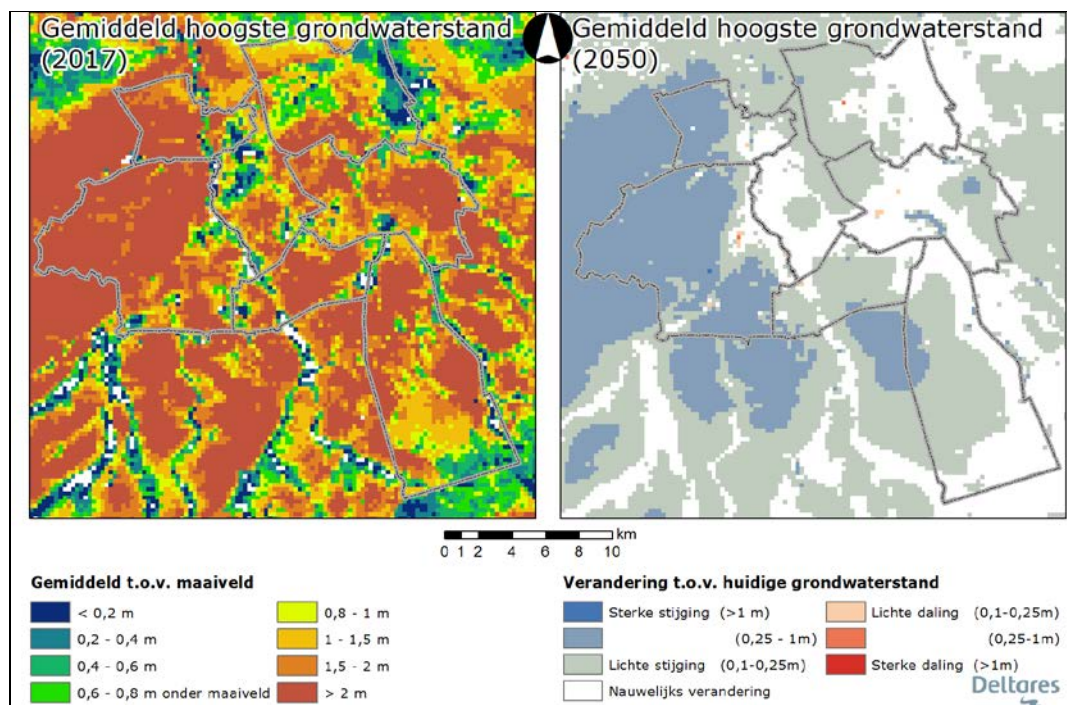 Gemiddeld hoogste grondwaterstand
(2017)
Gemiddeld hoogste grondwaterstand
(2050)
km
0 1 2 4 6 8 10
Gemiddeld t.o.v. maaiveld
< 0,2 m
0,2 - 0,4 m
0,4 - 0,6 m
0,6 - 0,8 m onder maaiveld
0,8 - 1 m
1 - 1,5 m
1,5 - 2 m
> 2 m
Verandering t.o.v. huidige grondwaterstand
Sterke stijging (>1 m)
(0,25 - 1m)
Lichte stijging (0,1-0,25m)
Nauwelijks verandering
Lichte daling (0,1-0,25m)
(0,25-1m)
Sterke daling (>1m)
Deltares